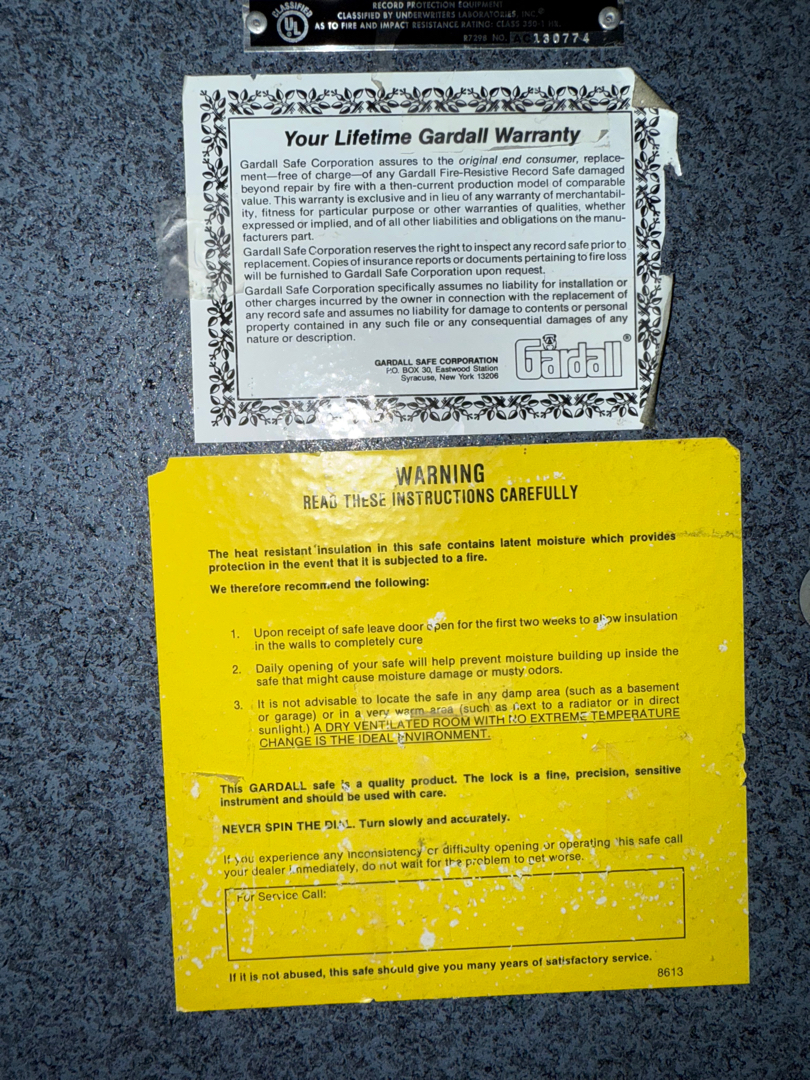 RECORD PROTECTION EQUIPMENT
CLASSIFIED
CLASSIFIED BY UNDERWRITERS LABORATORIES, INC.®
UL
AS TO FIRE AND IMPACT RESISTANCE RATING: CLASS 350-1 HR.
R7298 NO. AC 130774
Your Lifetime Gardall Warranty
Gardall Safe Corporation assures to the original end consumer, replace-
ment—free of charge—of any Gardall Fire-Resistive Record Safe damaged
beyond repair by fire with a then-current production model of comparable
value. This warranty is exclusive and in lieu of any warranty of merchantabil-
ity, fitness for particular purpose or other warranties of qualities, whether
expressed or implied, and of all other liabilities and obligations on the manu-
facturers part.
Gardall Safe Corporation reserves the right to inspect any record safe prior to
replacement. Copies of insurance reports or documents pertaining to fire loss
will be furnished to Gardall Safe Corporation upon request.
Gardall Safe Corporation specifically assumes no liability for installation or
other charges incurred by the owner in connection with the replacement of
any record safe and assumes no liability for damage to contents or personal
property contained in any such file or any consequential damages of any
nature or description.
GARDALL SAFE CORPORATION
P.O. BOX 30, Eastwood Station
Syracuse, New York 13206
Gardall®
WARNING
READ THESE INSTRUCTIONS CAREFULLY
The heat resistant insulation in this safe contains latent moisture which provides
protection in the event that it is subjected to a fire.
We therefore recommend the following:
1. Upon receipt of safe leave door open for the first two weeks to allow insulation
in the walls to completely cure
2. Daily opening of your safe will help prevent moisture building up inside the
safe that might cause moisture damage or musty odors.
3. It is not advisable to locate the safe in any damp area (such as a basement
or garage) or in a very warm area (such as next to a radiator or in direct
sunlight.) A DRY VENTILATED ROOM WITH NO EXTREME TEMPERATURE
CHANGE IS THE IDEAL ENVIRONMENT.
This GARDALL safe is a quality product. The lock is a fine, precision, sensitive
instrument and should be used with care.
NEVER SPIN THE DIAL. Turn slowly and accurately.
If you experience any inconsistency or difficulty opening or operating this safe call
your dealer immediately, do not wait for the problem to get worse.
For Service Call:
If it is not abused, this safe should give you many years of satisfactory service.
8613